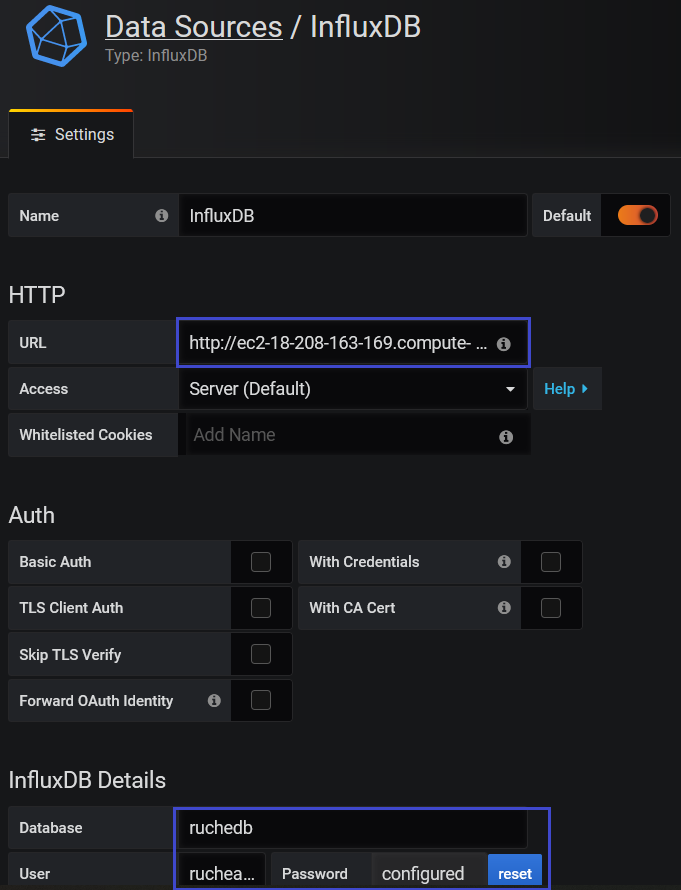 Data Sources / InfluxDB
Type: InfluxDB
Settings
Name InfluxDB Default
HTTP
URL http://ec2-18-208-163-169.compute- ...
Access Server (Default) Help
Whitelisted Cookies Add Name
Auth
Basic Auth With Credentials
TLS Client Auth With CA Cert
Skip TLS Verify
Forward OAuth Identity
InfluxDB Details
Database ruchedb
User ruchea... Password configured reset